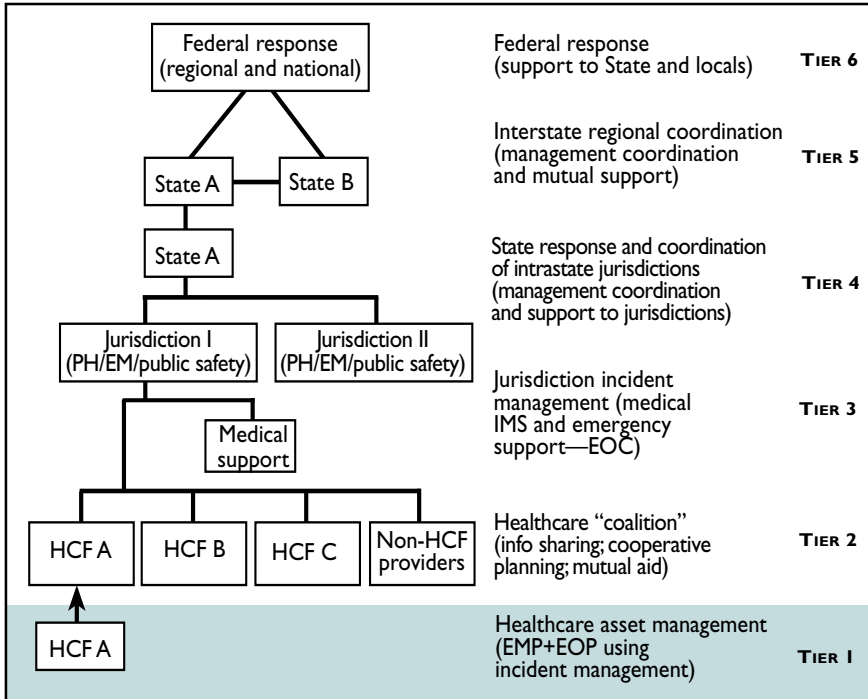 Federal response
(regional and national)
Federal response
(support to State and locals)
TIER 6
State A
State B
Interstate regional coordination
(management coordination
and mutual support)
TIER 5
State A
State response and coordination
of intrastate jurisdictions
(management coordination
and support to jurisdictions)
TIER 4
Jurisdiction I
(PH/EM/public safety)
Jurisdiction II
(PH/EM/public safety)
Medical
support
Jurisdiction incident
management (medical
IMS and emergency
support—EOC)
TIER 3
HCF A
HCF B
HCF C
Non-HCF
providers
Healthcare “coalition”
(info sharing; cooperative
planning; mutual aid)
TIER 2
HCF A
Healthcare asset management
(EMP+EOP using
incident management)
TIER 1